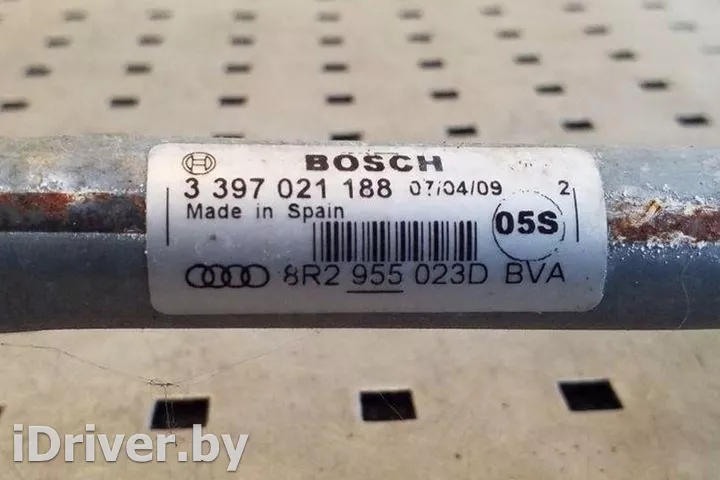 BOSCH
3 397 021 188 07/04/09 2
Made in Spain
05S
8R2 955 023D BVA
iDriver.by